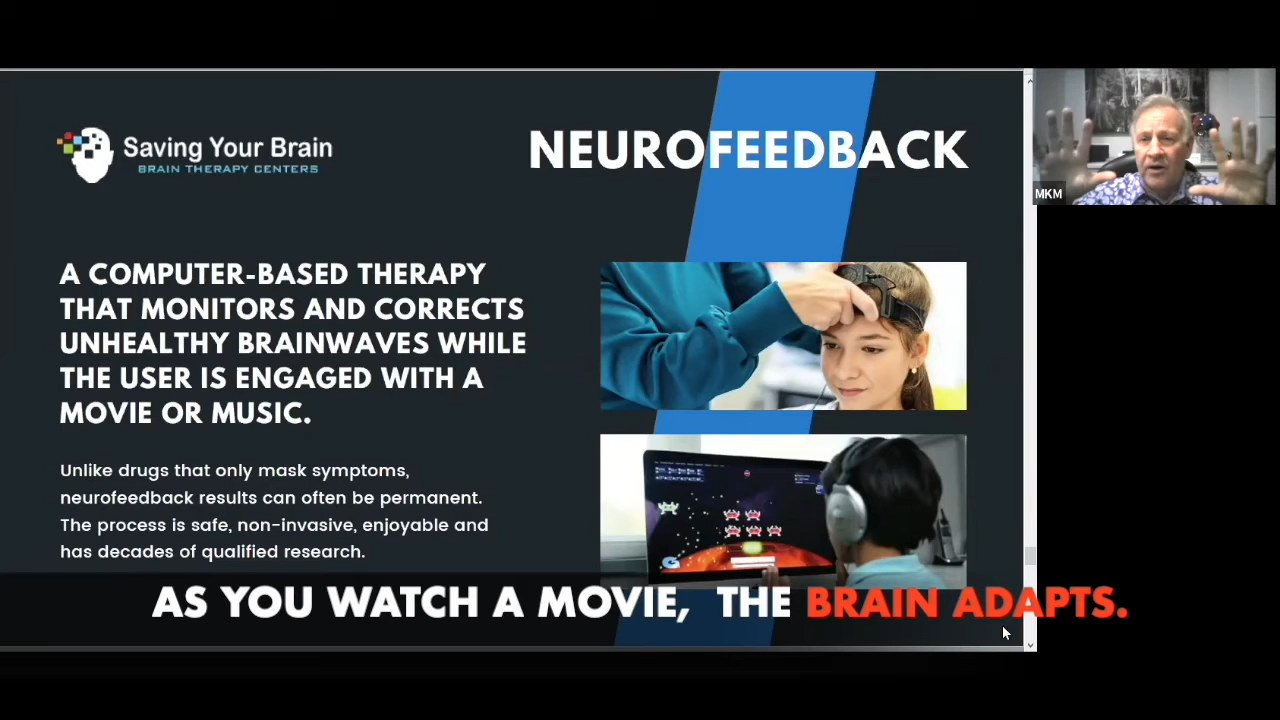 Saving Your Brain
BRAIN THERAPY CENTERS
NEUROFEEDBACK
MKM
A COMPUTER-BASED THERAPY
THAT MONITORS AND CORRECTS
UNHEALTHY BRAINWAVES WHILE
THE USER IS ENGAGED WITH A
MOVIE OR MUSIC.
Unlike drugs that only mask symptoms,
neurofeedback results can often be permanent.
The process is safe, non-invasive, enjoyable and
has decades of qualified research.
AS YOU WATCH A MOVIE, THE BRAIN ADAPTS.